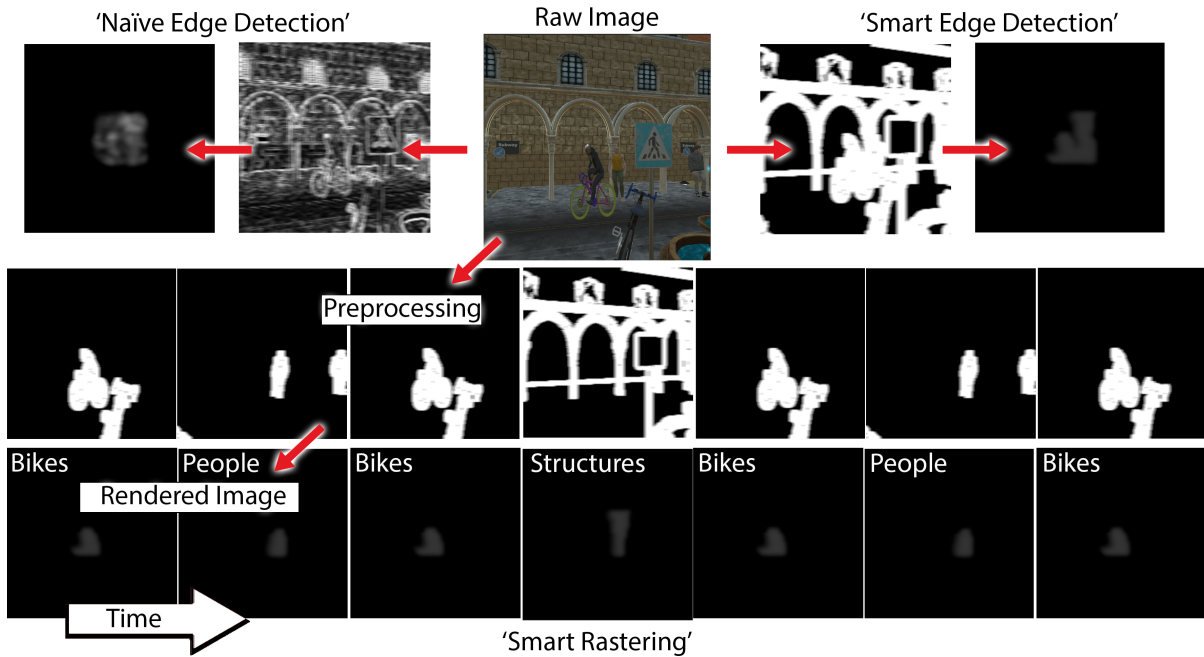 'Naïve Edge Detection'
Raw Image
'Smart Edge Detection'
Preprocessing
Bikes
People
Bikes
Structures
Bikes
People
Bikes
Rendered Image
Time
'Smart Rastering'